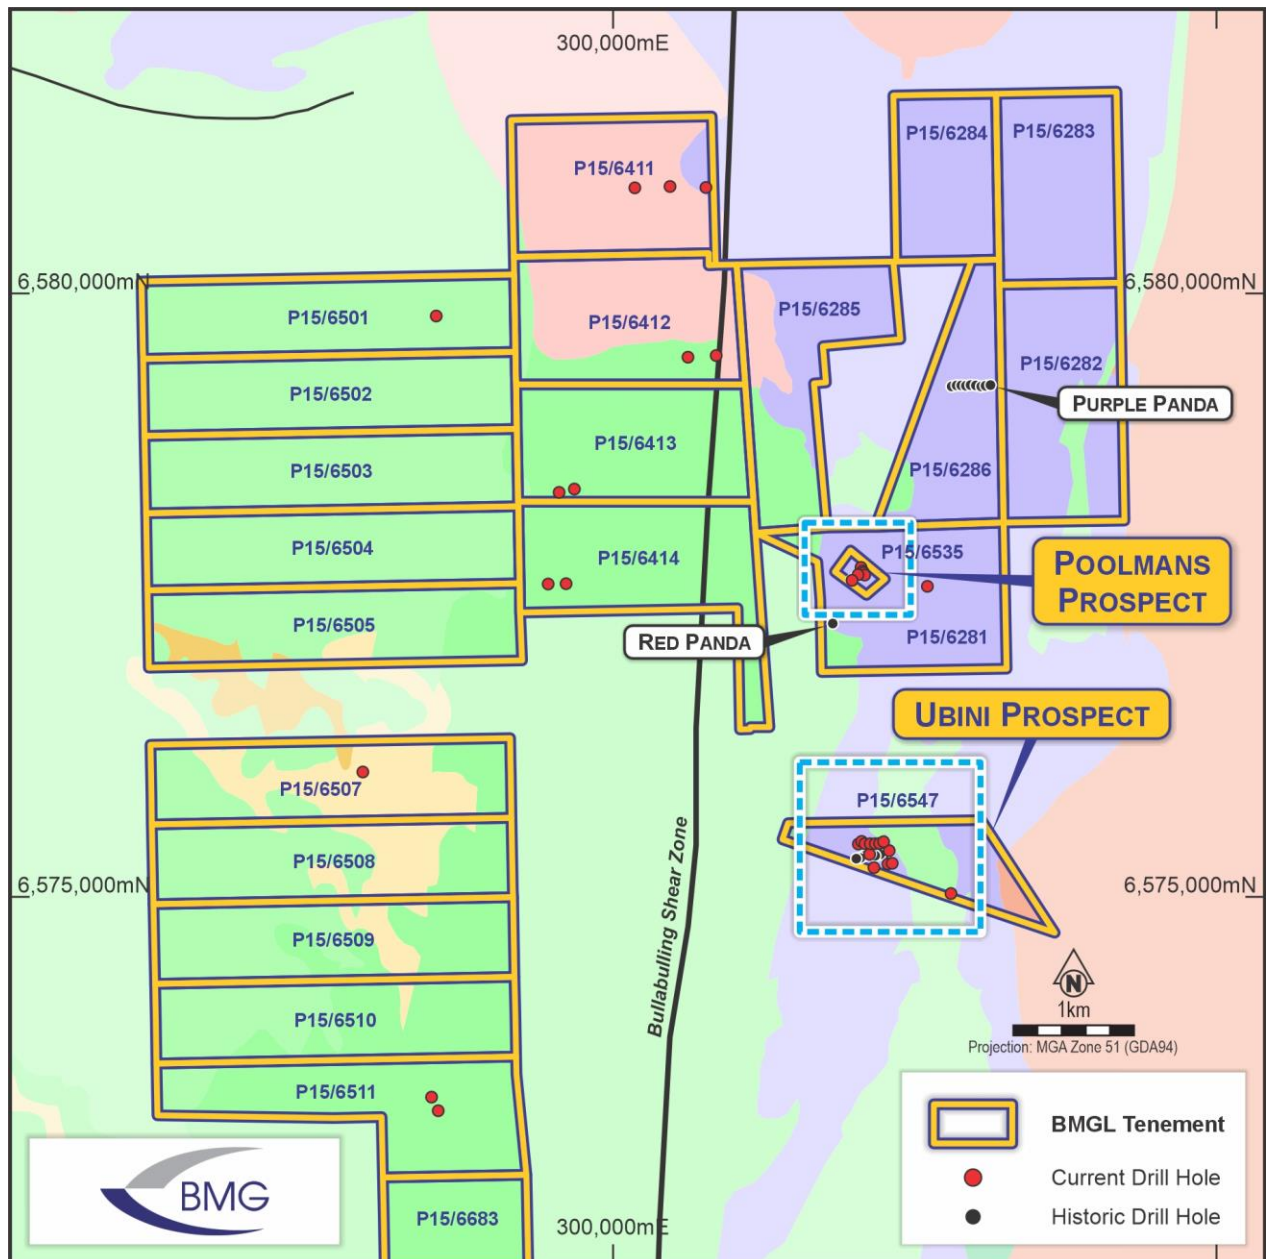 300,000mE
P15/6284
P15/6283
P15/6411
6,580,000mN
6,580,000mN
P15/6501
P15/6412
P15/6285
P15/6282
P15/6502
PURPLE PANDA
P15/6413
P15/6503
P15/6286
P15/6504
P15/6414
P15/6535
POOLMANS
PROSPECT
P15/6505
RED PANDA
P15/6281
UBINI PROSPECT
P15/6507
P15/6547
P15/6508
6,575,000mN
6,575,000mN
Bullabulling Shear Zone
P15/6509
N
1km
P15/6510
Projection: MGA Zone 51 (GDA94)
P15/6511
BMGL Tenement
Current Drill Hole
BMG
P15/6683
Historic Drill Hole
300,000mE